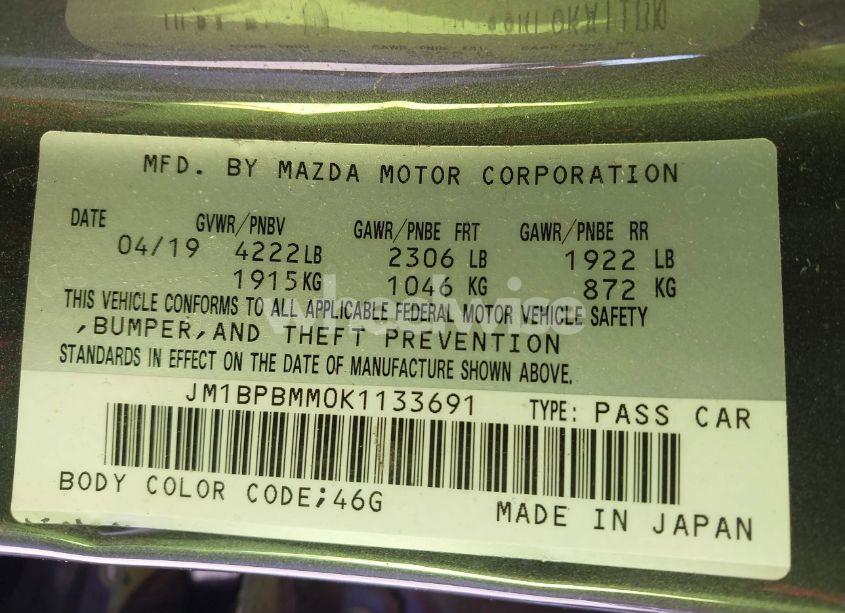 MFD. BY MAZDA MOTOR CORPORATION
DATE GVWR/PNBV GAWR/PNBE FRT GAWR/PNBE RR
04/19 4222LB 2306 LB 1922 LB
1915KG 1046 KG 872 KG
THIS VEHICLE CONFORMS TO ALL APPLICABLE FEDERAL MOTOR VEHICLE SAFETY
,BUMPER,AND THEFT PREVENTION
STANDARDS IN EFFECT ON THE DATE OF MANUFACTURE SHOWN ABOVE.
JM1BPBMM0K1133691 TYPE: PASS CAR
BODY COLOR CODE;46G
MADE IN JAPAN
wheelwise